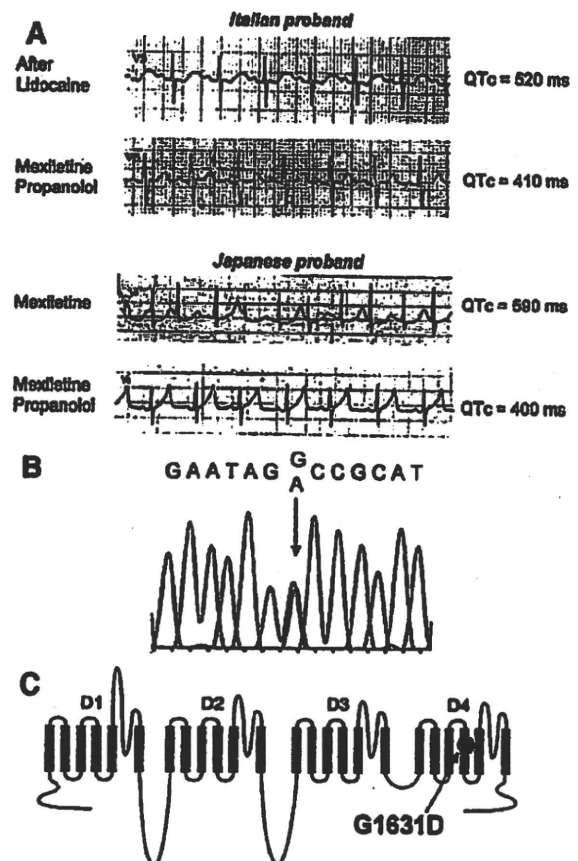 Italian proband
A
After
Lidocaine
QTc = 520 ms
Mexiletine
Propanolol
QTc = 410 ms
Japanese proband
Mexiletine
QTc = 590 ms
Mexiletine
Propanolol
QTc = 400 ms
B
GAATAG G/A CCGCAT
C
D1 D2 D3 D4
G1631D